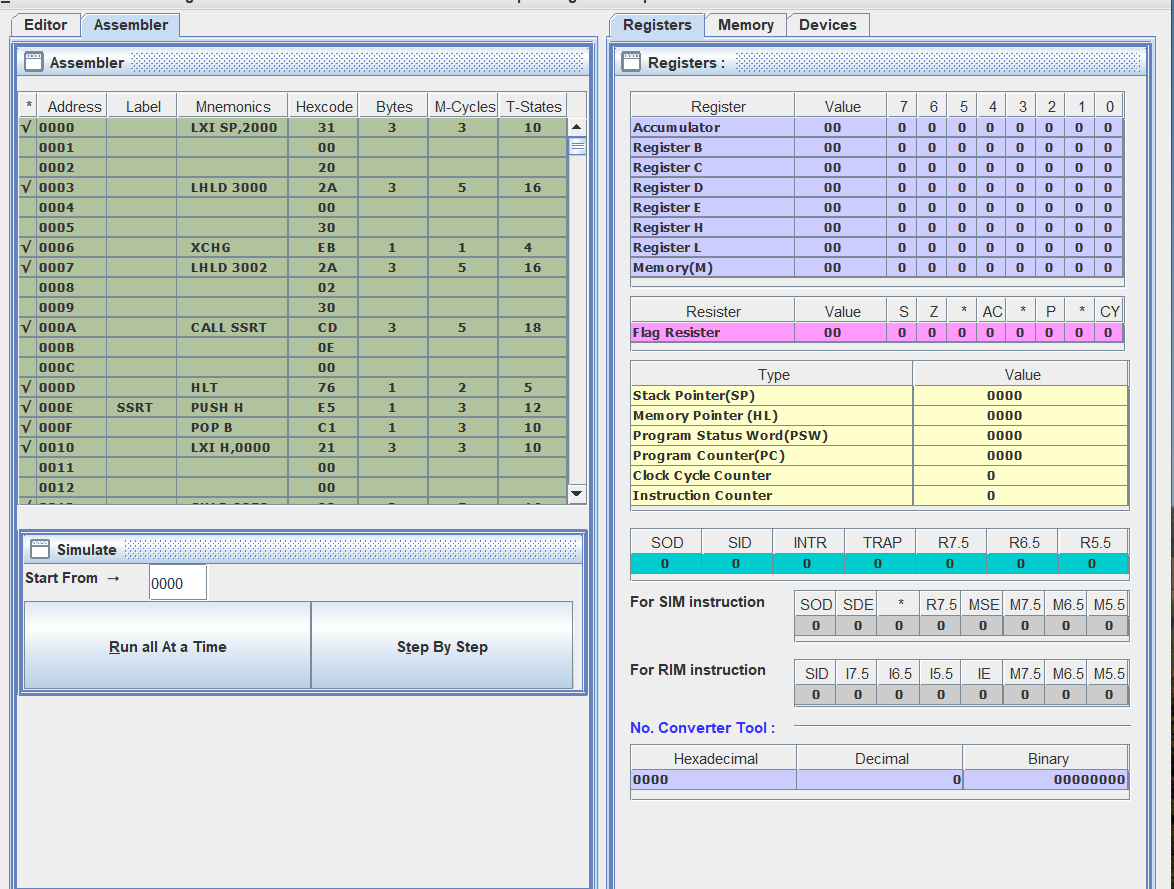 Editor Assembler
Assembler
* Address Label Mnemonics Hexcode Bytes M-Cycles T-States
√ 0000 LXI SP,2000 31 3 3 10
0001 00
0002 20
√ 0003 LHLD 3000 2A 3 5 16
0004 00
0005 30
√ 0006 XCHG EB 1 1 4
√ 0007 LHLD 3002 2A 3 5 16
0008 02
0009 30
√ 000A CALL SSRT CD 3 5 18
000B 0E
000C 00
√ 000D HLT 76 1 2 5
√ 000E SSRT PUSH H E5 1 3 12
√ 000F POP B C1 1 3 10
√ 0010 LXI H,0000 21 3 3 10
0011 00
0012 00
Simulate
Start From → 0000
Run all At a Time Step By Step
Registers Memory Devices
Registers :
Register Value 7 6 5 4 3 2 1 0
Accumulator 00 0 0 0 0 0 0 0 0
Register B 00 0 0 0 0 0 0 0 0
Register C 00 0 0 0 0 0 0 0 0
Register D 00 0 0 0 0 0 0 0 0
Register E 00 0 0 0 0 0 0 0 0
Register H 00 0 0 0 0 0 0 0 0
Register L 00 0 0 0 0 0 0 0 0
Memory(M) 00 0 0 0 0 0 0 0 0
Resister Value S Z * AC * P * CY
Flag Resister 00 0 0 0 0 0 0 0 0
Type Value
Stack Pointer(SP) 0000
Memory Pointer (HL) 0000
Program Status Word(PSW) 0000
Program Counter(PC) 0000
Clock Cycle Counter 0
Instruction Counter 0
SOD SID INTR TRAP R7.5 R6.5 R5.5
0 0 0 0 0 0 0
For SIM instruction SOD SDE * R7.5 MSE M7.5 M6.5 M5.5
0 0 0 0 0 0 0 0
For RIM instruction SID I7.5 I6.5 I5.5 IE M7.5 M6.5 M5.5
0 0 0 0 0 0 0 0
No. Converter Tool :
Hexadecimal Decimal Binary
0000 0 00000000